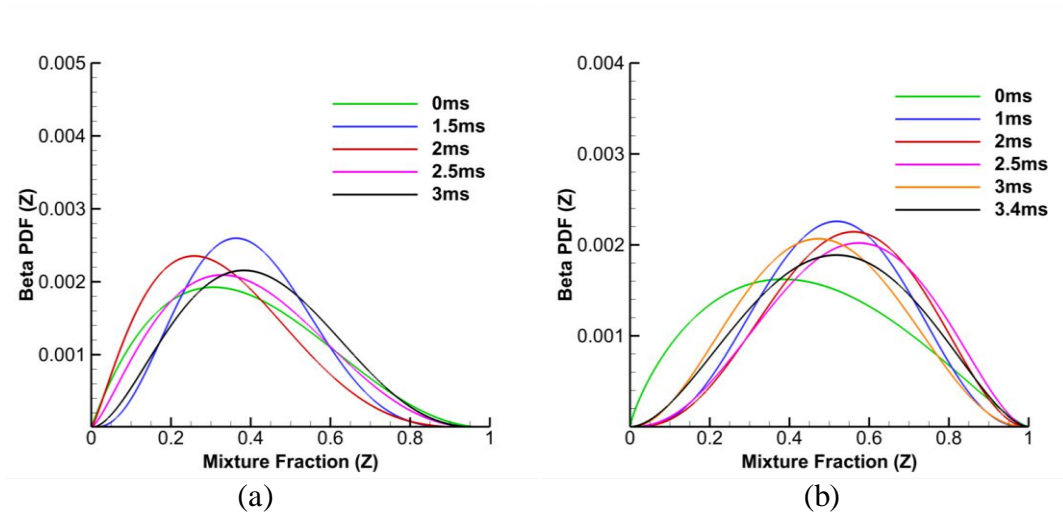 0.005
0.004
0.003
0.002
0.001
0
0.2
0.4
0.6
0.8
1
Beta PDF (Z)
Mixture Fraction (Z)
0ms
1.5ms
2ms
2.5ms
3ms
(a)
0.004
0.003
0.002
0.001
0
0.2
0.4
0.6
0.8
1
Beta PDF (Z)
Mixture Fraction (Z)
0ms
1ms
2ms
2.5ms
3ms
3.4ms
(b)